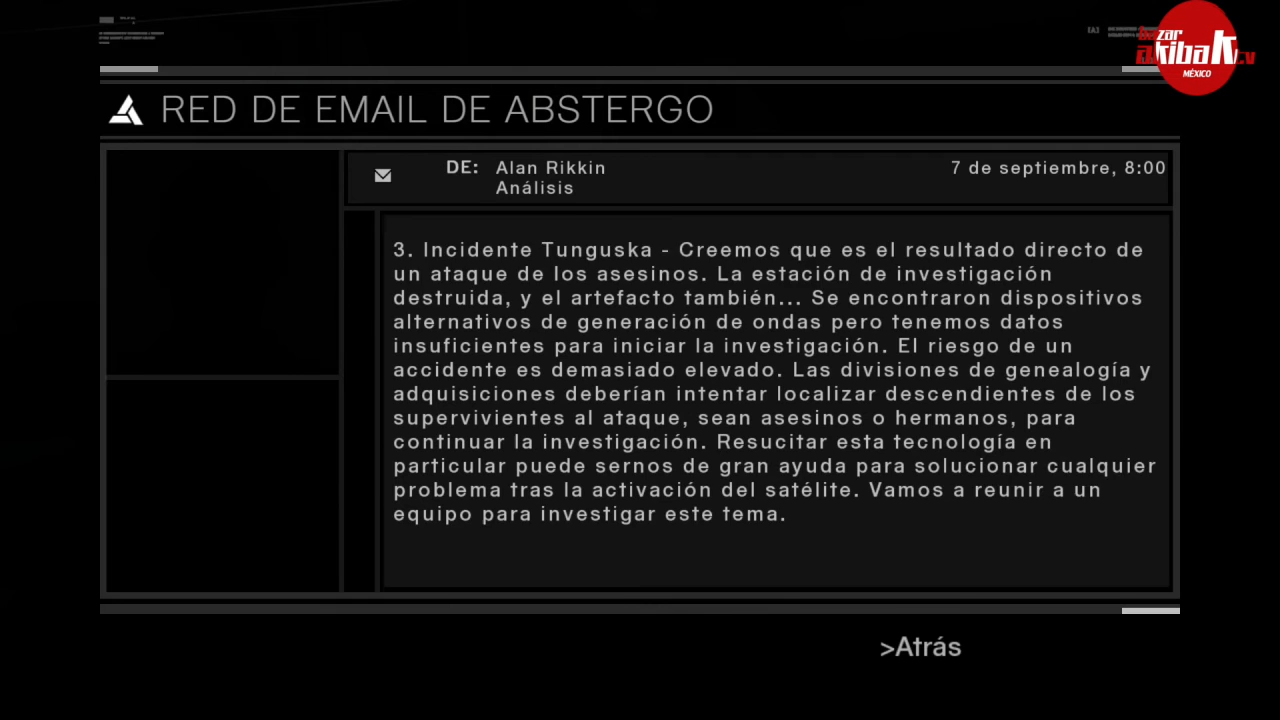 RED DE EMAIL DE ABSTERGO
DE: Alan Rikkin
Análisis
7 de septiembre, 8:00
3. Incidente Tunguska - Creemos que es el resultado directo de
un ataque de los asesinos. La estación de investigación
destruida, y el artefacto también... Se encontraron dispositivos
alternativos de generación de ondas pero tenemos datos
insuficientes para iniciar la investigación. El riesgo de un
accidente es demasiado elevado. Las divisiones de genealogía y
adquisiciones deberían intentar localizar descendientes de los
supervivientes al ataque, sean asesinos o hermanos, para
continuar la investigación. Resucitar esta tecnología en
particular puede sernos de gran ayuda para solucionar cualquier
problema tras la activación del satélite. Vamos a reunir a un
equipo para investigar este tema.
>Atrás
akibak.tv
MÉXICO